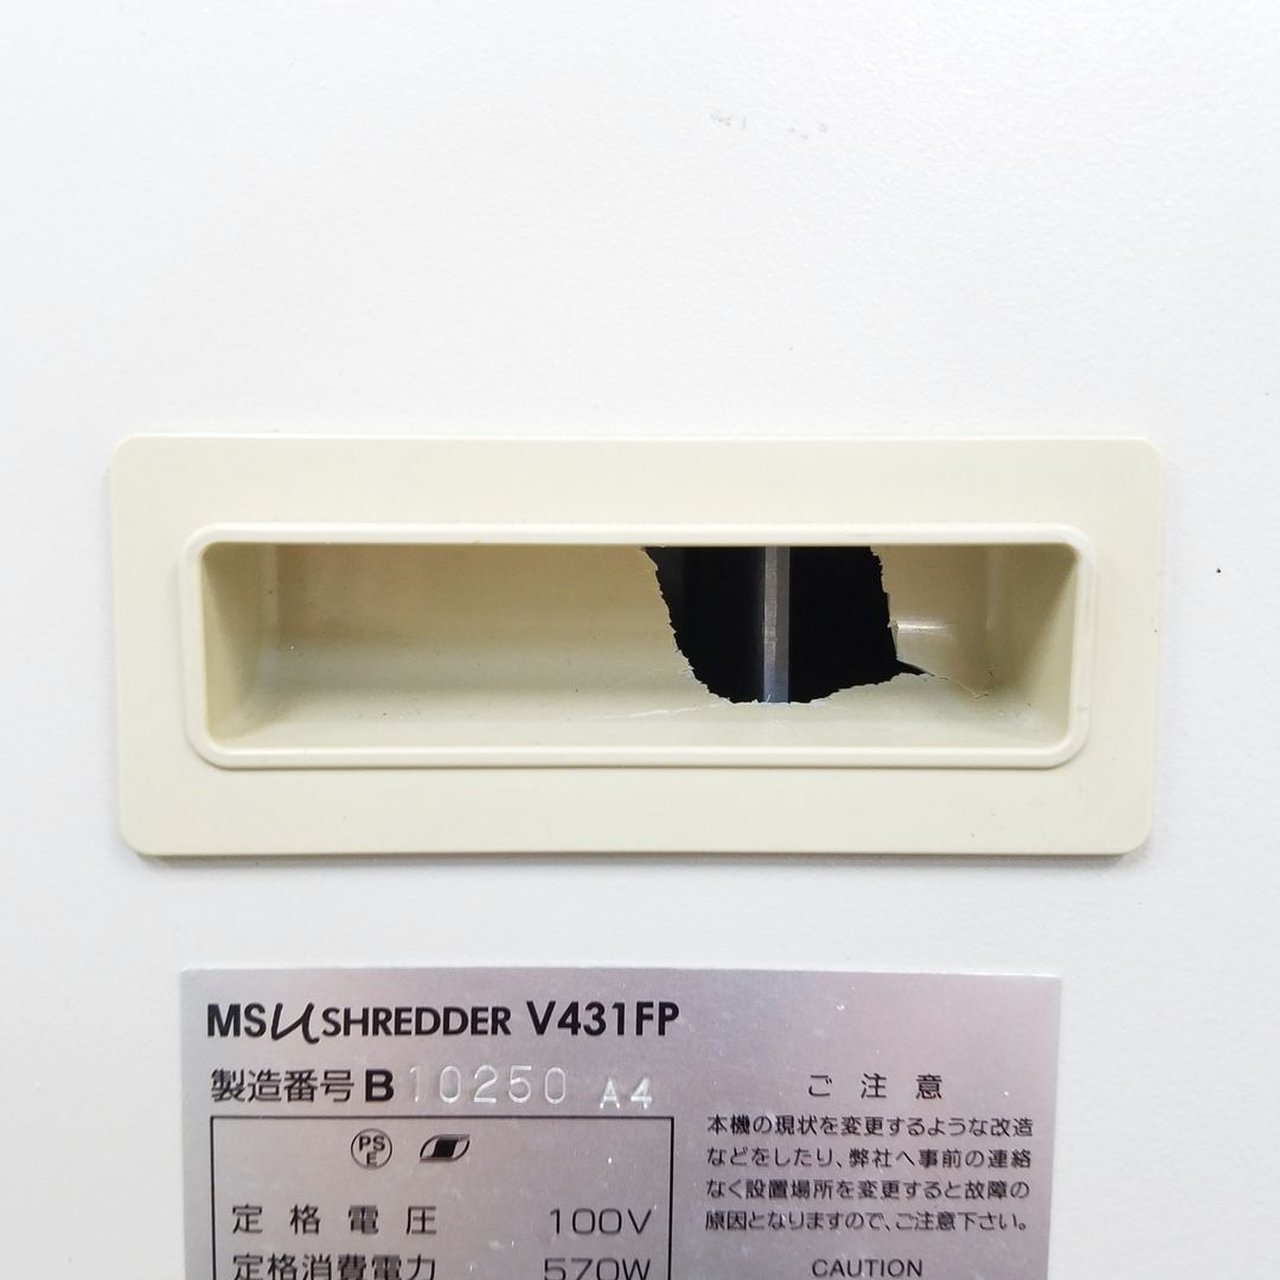 MSμSHREDDER V431FP
製造番号 B10250 A4
PS
E
定格電圧 100V
定格消費電力 570W
ご注意
本機の現状を変更するような改造
などをしたり、弊社へ事前の連絡
なく設置場所を変更すると故障の
原因となりますので、ご注意下さい。
CAUTION